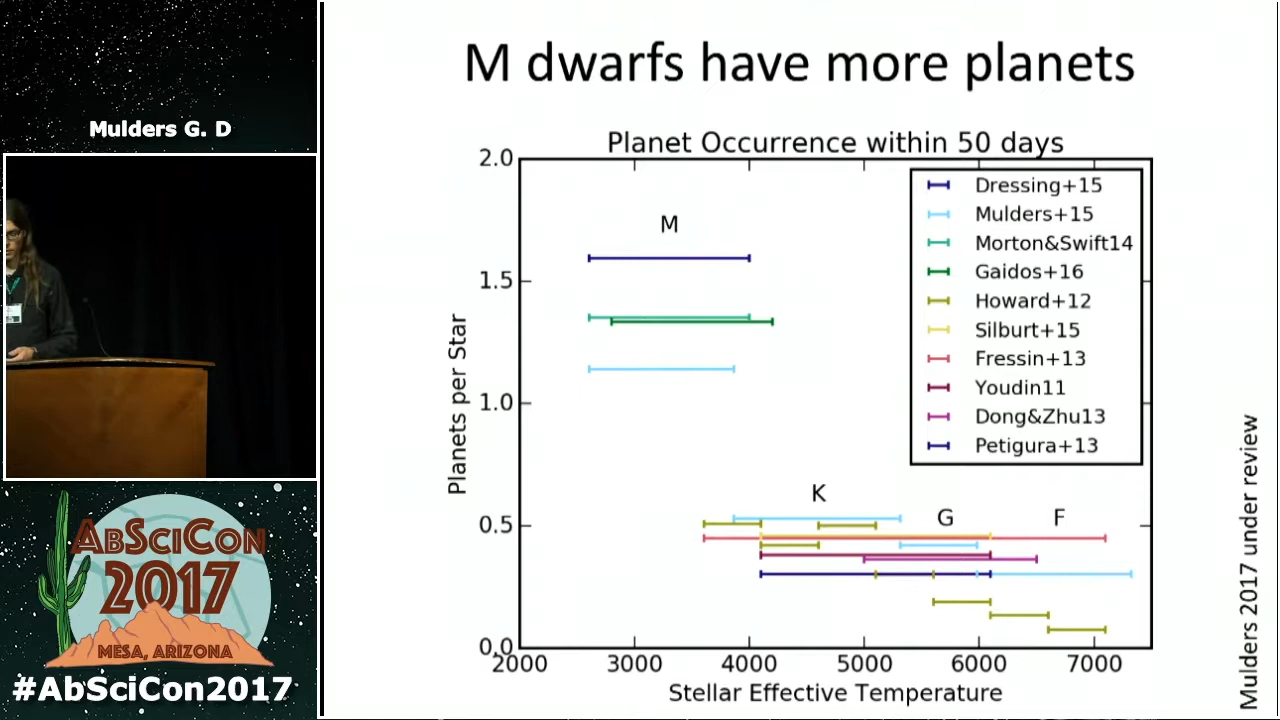 M dwarfs have more planets
Mulders G. D
Planet Occurrence within 50 days
2.0
1.5
1.0
0.5
0.0
Planets per Star
M
K
G
F
Dressing+15
Mulders+15
Morton&Swift14
Gaidos+16
Howard+12
Silburt+15
Fressin+13
Youdin11
Dong&Zhu13
Petigura+13
2000 3000 4000 5000 6000 7000
Stellar Effective Temperature
Mulders 2017 under review
AbSciCon
2017
MESA, ARIZONA
#AbSciCon2017